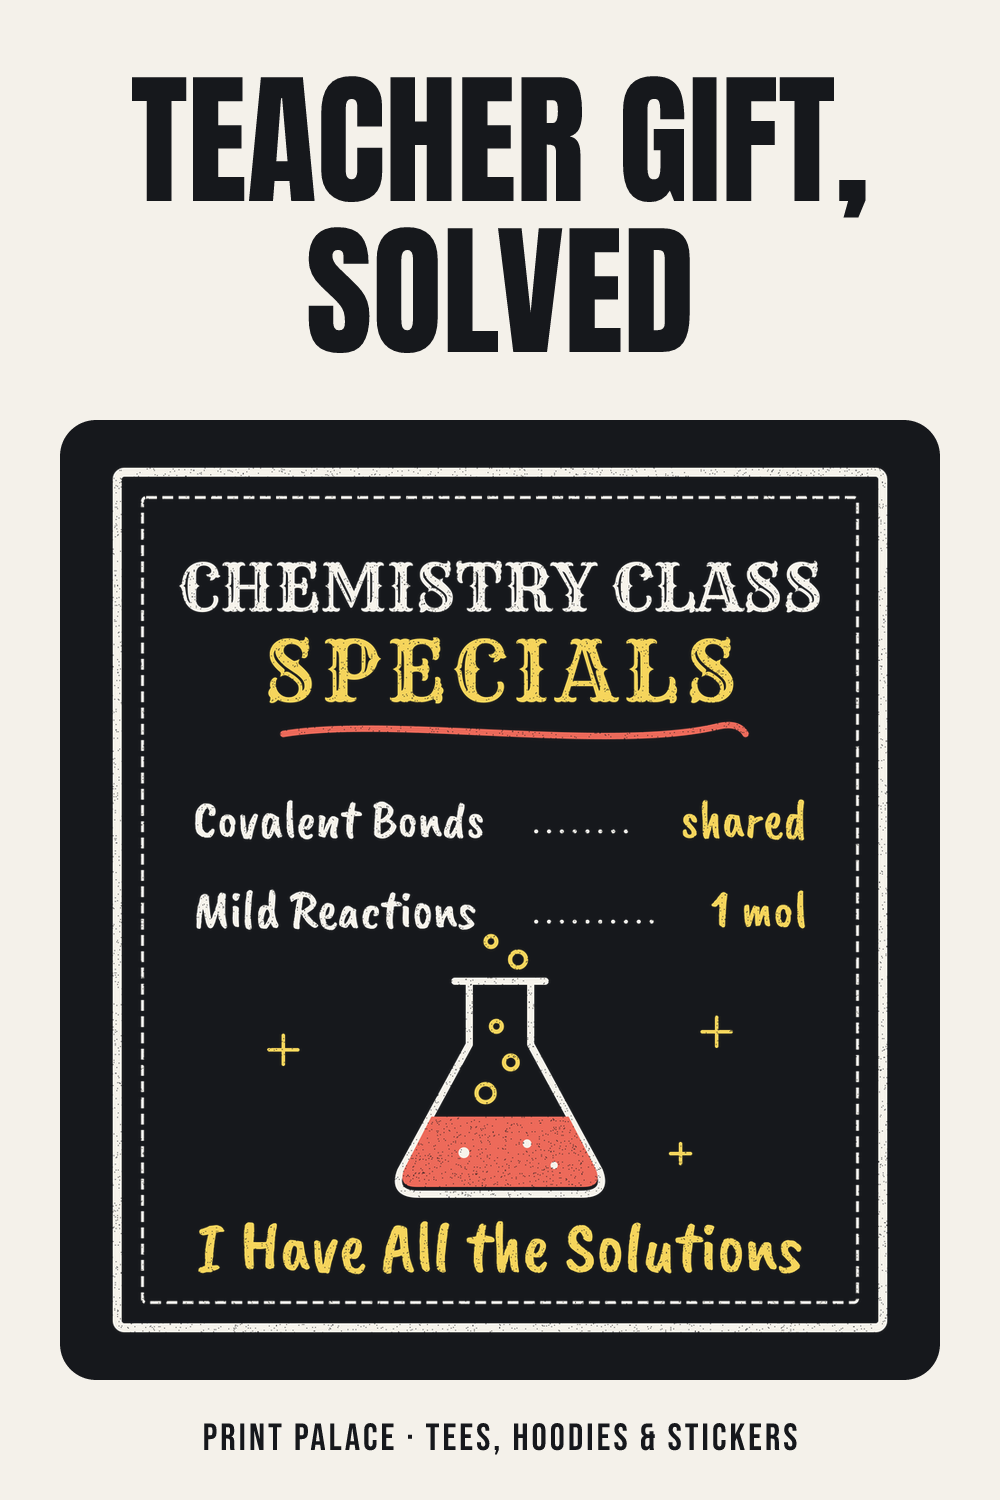 TEACHER GIFT,
SOLVED
CHEMISTRY CLASS
SPECIALS
Covalent Bonds ........ shared
Mild Reactions .......... 1 mol
I Have All the Solutions
PRINT PALACE · TEES, HOODIES & STICKERS